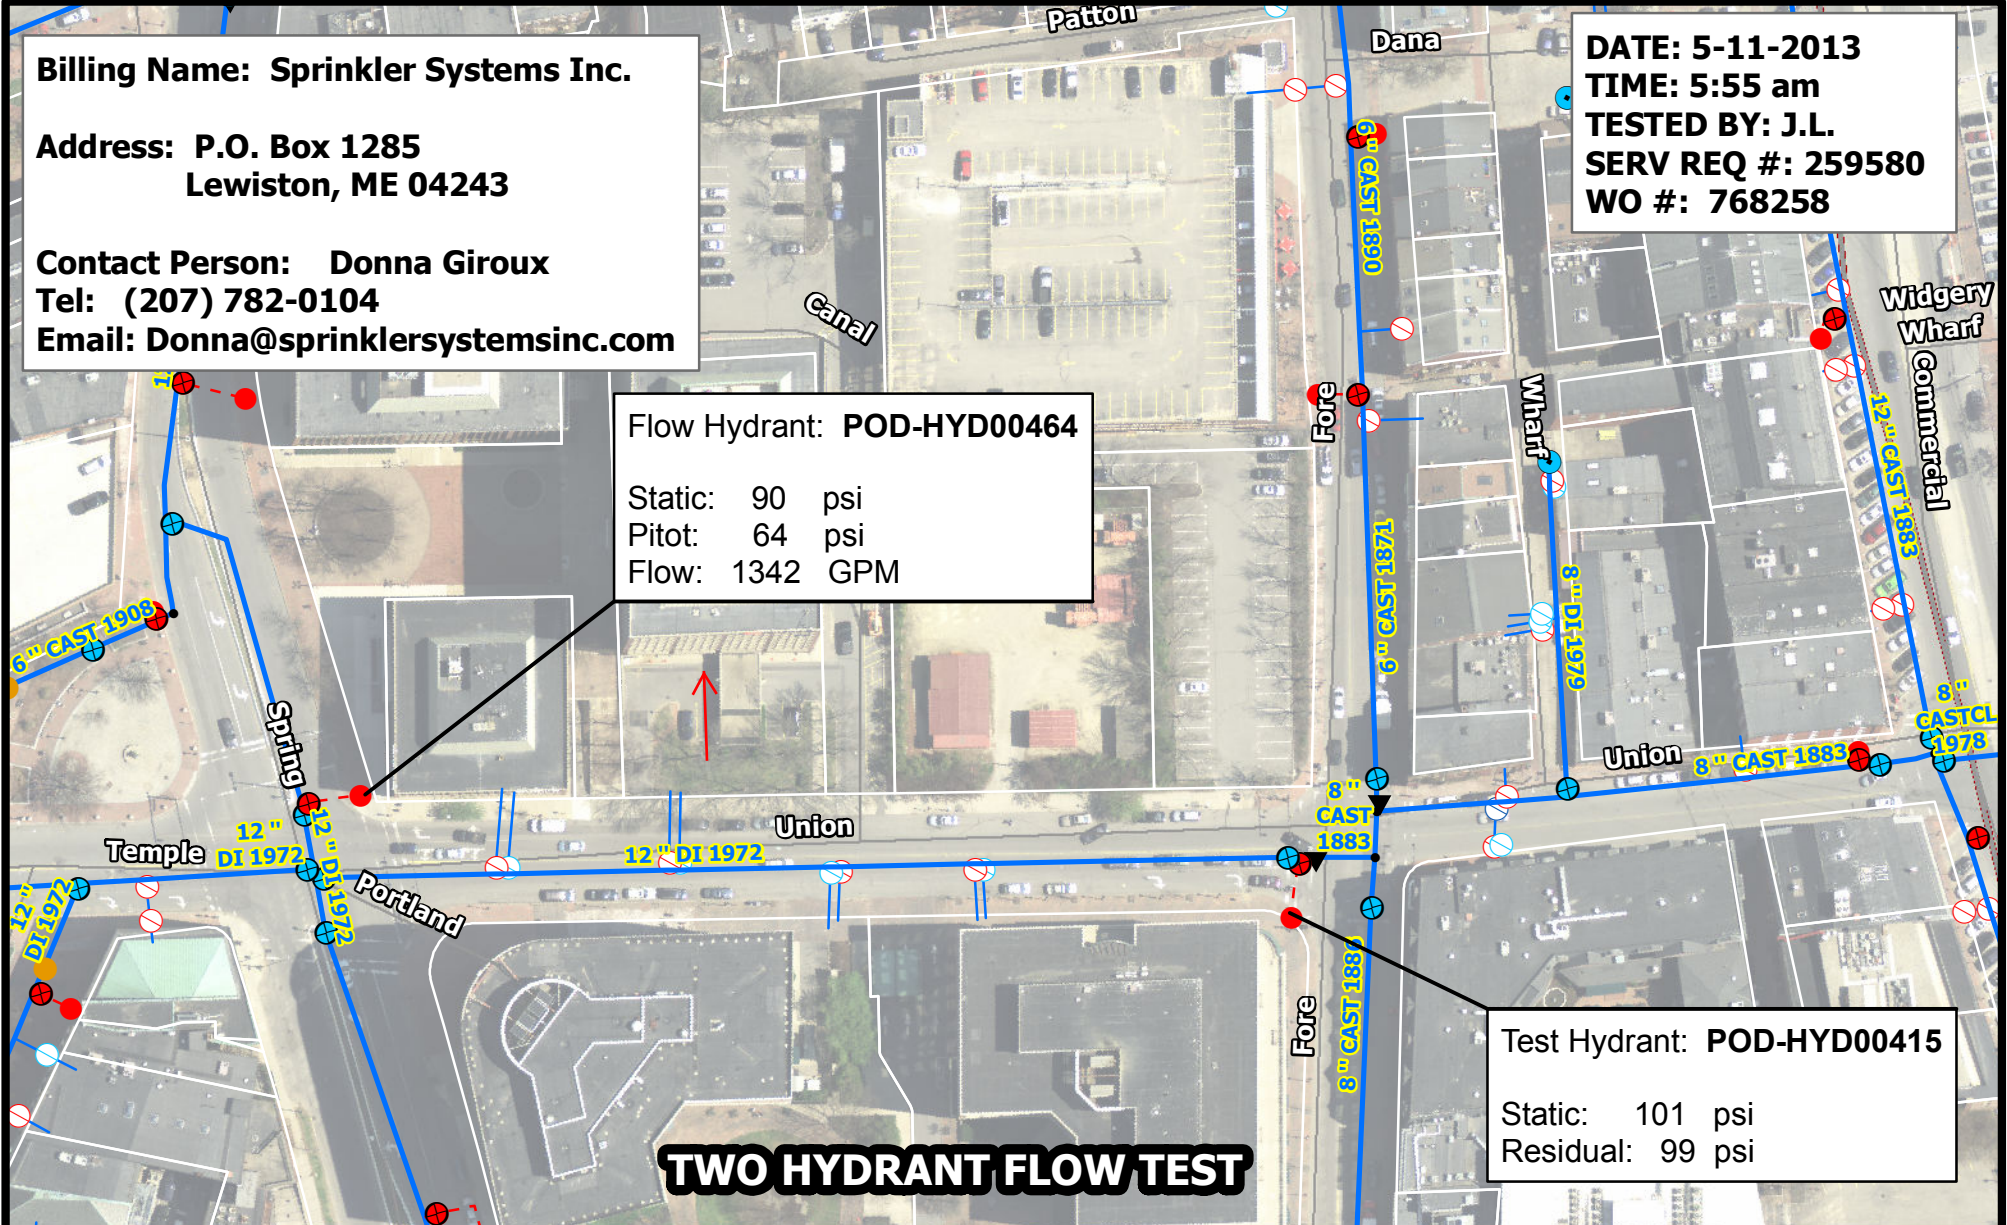 Billing Name: Sprinkler Systems Inc.
Address: P.O. Box 1285
Lewiston, ME 04243
Contact Person: Donna Giroux
Tel: (207) 782-0104
Email: Donna@sprinklersystemsinc.com
DATE: 5-11-2013
TIME: 5:55 am
TESTED BY: J.L.
SERV REQ #: 259580
WO #: 768258
Patton
Dana
Canal
Widgery
Wharf
Commercial
Fore
Wharf
6 " CAST 1890
12 " CAST 1883
Flow Hydrant: POD-HYD00464
Static: 90 psi
Pitot: 64 psi
Flow: 1342 GPM
6 " CAST 1871
8 " DI 1979
6 " CAST 1908
Spring
8 "
CASTCL
1978
Union
8 " CAST 1883
8 "
CAST
1883
Union
12 " DI 1972
Temple
12 "
DI 1972
12 " DI 1972
12 "
DI 1972
Portland
Fore
8 " CAST 1886
Test Hydrant: POD-HYD00415
Static: 101 psi
Residual: 99 psi
TWO HYDRANT FLOW TEST